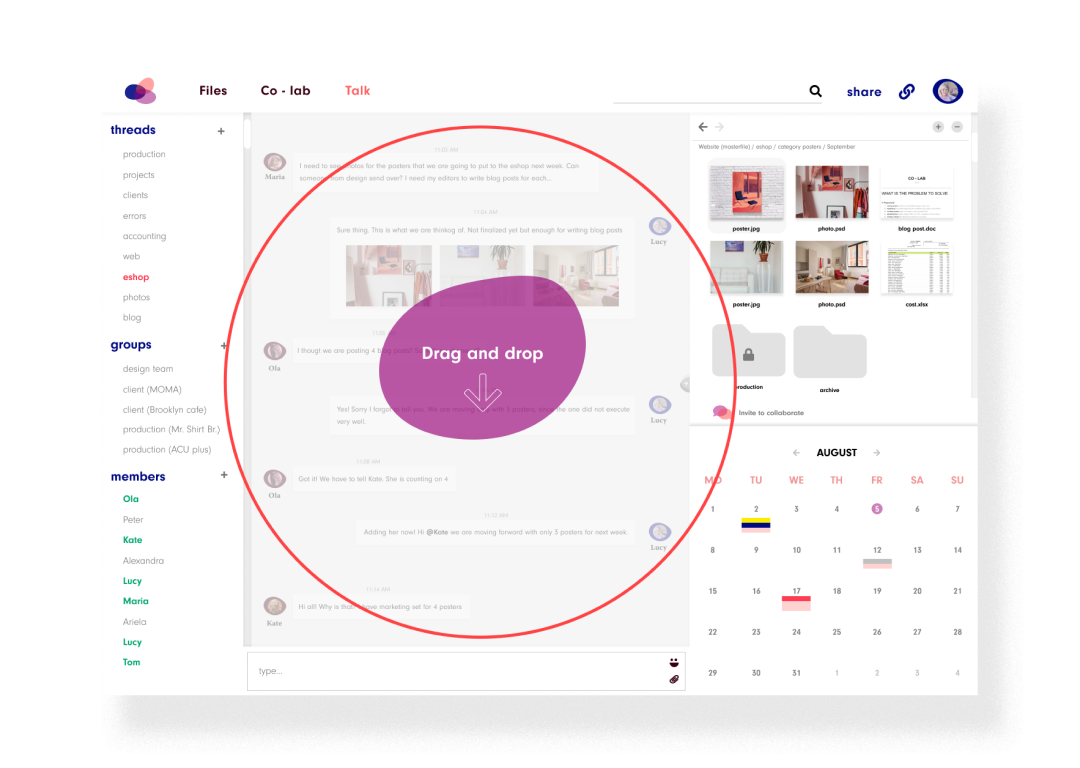 Files
Co - lab
Talk
share
threads
+
production
projects
clients
errors
accounting
web
eshop
photos
blog
groups
+
design team
client (MOMA)
client (Brooklyn cafe)
production (Mr. Shirt Br.)
production (ACU plus)
members
+
Ola
Peter
Kate
Alexandra
Lucy
Maria
Ariela
Lucy
Tom
11:03 AM
Maria
I need to see photos for the posters that we are going to put to the eshop next week. Can
someone from design send over? I need my editors to write blog posts for each...
11:04 AM
Sure thing. This is what we are thinking of. Not finalized yet but enough for writing blog posts
Lucy
Ola
I thougt we are posting 4 blog posts?
Drag and drop
Yes! Sorry I forgot to tell you. We are moving with 3 posters, since the one did not execute
very well.
Lucy
11:08 AM
Got it! We have to tell Kate. She is counting on 4
Ola
11:12 AM
Adding her now! Hi @Kate we are moving forward with only 3 posters for next week.
Lucy
11:14 AM
Hi all! Why is that? I have marketing set for 4 posters
Kate
type...
Website (masterfile) / eshop / category posters / September
CO - LAB
WHAT IS THE PROBLEM TO SOLVE
poster.jpg
photo.psd
blog post.doc
poster.jpg
photo.psd
cost.xlsx
production
archive
Invite to collaborate
AUGUST
MO TU WE TH FR SA SU
1 2 3 4 5 6 7
8 9 10 11 12 13 14
15 16 17 18 19 20 21
22 23 24 25 26 27 28
29 30 31 1 2 3 4